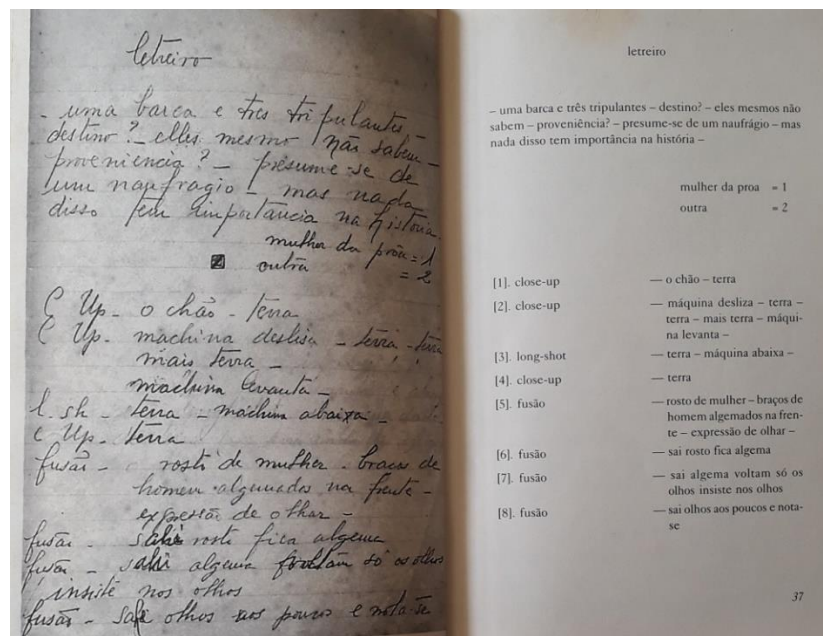 letreiro
- uma barca e tres tripulantes -
destino? - elles mesmo não sabem -
proveniencia? - presume-se de
um naufragio - mas nada
disso tem importancia na historia.
mulher da prôa = 1
outra = 2
C Up - o chão - terra
C Up. machina deslisa - terra - terra
mais terra -
machina levanta -
l. sh - terra - machina abaixa -
C Up. terra
fusão - rosto de mulher - braços de
homem algemados na frente -
expressão de olhar -
fusão - sahi rosto fica algema
fusão - sahi algema voltam só os olhos
insiste nos olhos
fusão - sahe olhos aos poucos e nota-se
letreiro
– uma barca e três tripulantes – destino? – eles mesmos não
sabem – proveniência? – presume-se de um naufrágio – mas
nada disso tem importância na história –
mulher da proa = 1
outra = 2
[1]. close-up — o chão – terra
[2]. close-up — máquina desliza – terra –
terra – mais terra – máqui-
na levanta –
[3]. long-shot — terra – máquina abaixa –
[4]. close-up — terra
[5]. fusão — rosto de mulher – braços de
homem algemados na fren-
te – expressão de olhar –
[6]. fusão — sai rosto fica algema
[7]. fusão — sai algema voltam só os
olhos insiste nos olhos
[8]. fusão — sai olhos aos poucos e nota-
se
37